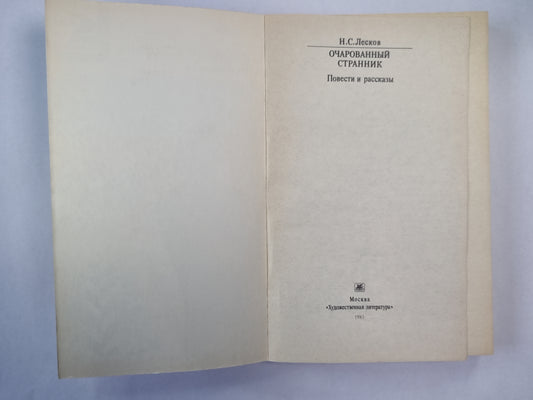 Н.С.Лесков
ОЧАРОВАННЫЙ
СТРАННИК
Повести и рассказы
Москва
«Художественная литература»